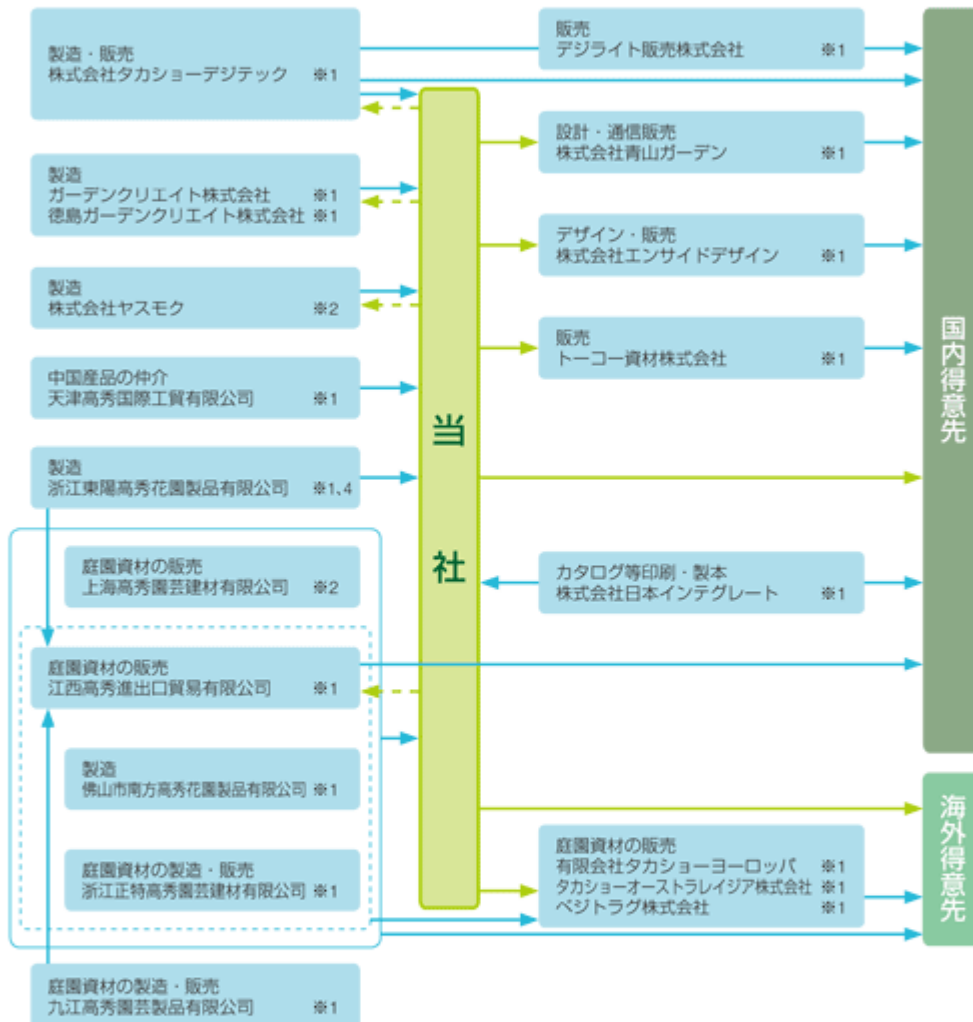 製造・販売
株式会社タカショーデジテック ※1
販売
デジライト販売株式会社 ※1
設計・通信販売
株式会社青山ガーデン ※1
製造
ガーデンクリエイト株式会社 ※1
徳島ガーデンクリエイト株式会社 ※1
デザイン・販売
株式会社エンサイドデザイン ※1
製造
株式会社ヤスモク ※2
販売
トーコー資材株式会社 ※1
中国産品の仲介
天津高秀国際工貿有限公司 ※1
製造
浙江東陽高秀花園製品有限公司 ※1、4
当社
国内得意先
庭園資材の販売
上海高秀園芸建材有限公司 ※2
カタログ等印刷・製本
株式会社日本インテグレート ※1
庭園資材の販売
江西高秀進出口貿易有限公司 ※1
製造
佛山市南方高秀花園製品有限公司 ※1
庭園資材の製造・販売
浙江正特高秀園芸建材有限公司 ※1
庭園資材の販売
有限会社タカショーヨーロッパ ※1
タカショーオーストラレイジア株式会社 ※1
ベジトラグ株式会社 ※1
海外得意先
庭園資材の製造・販売
九江高秀園芸製品有限公司 ※1